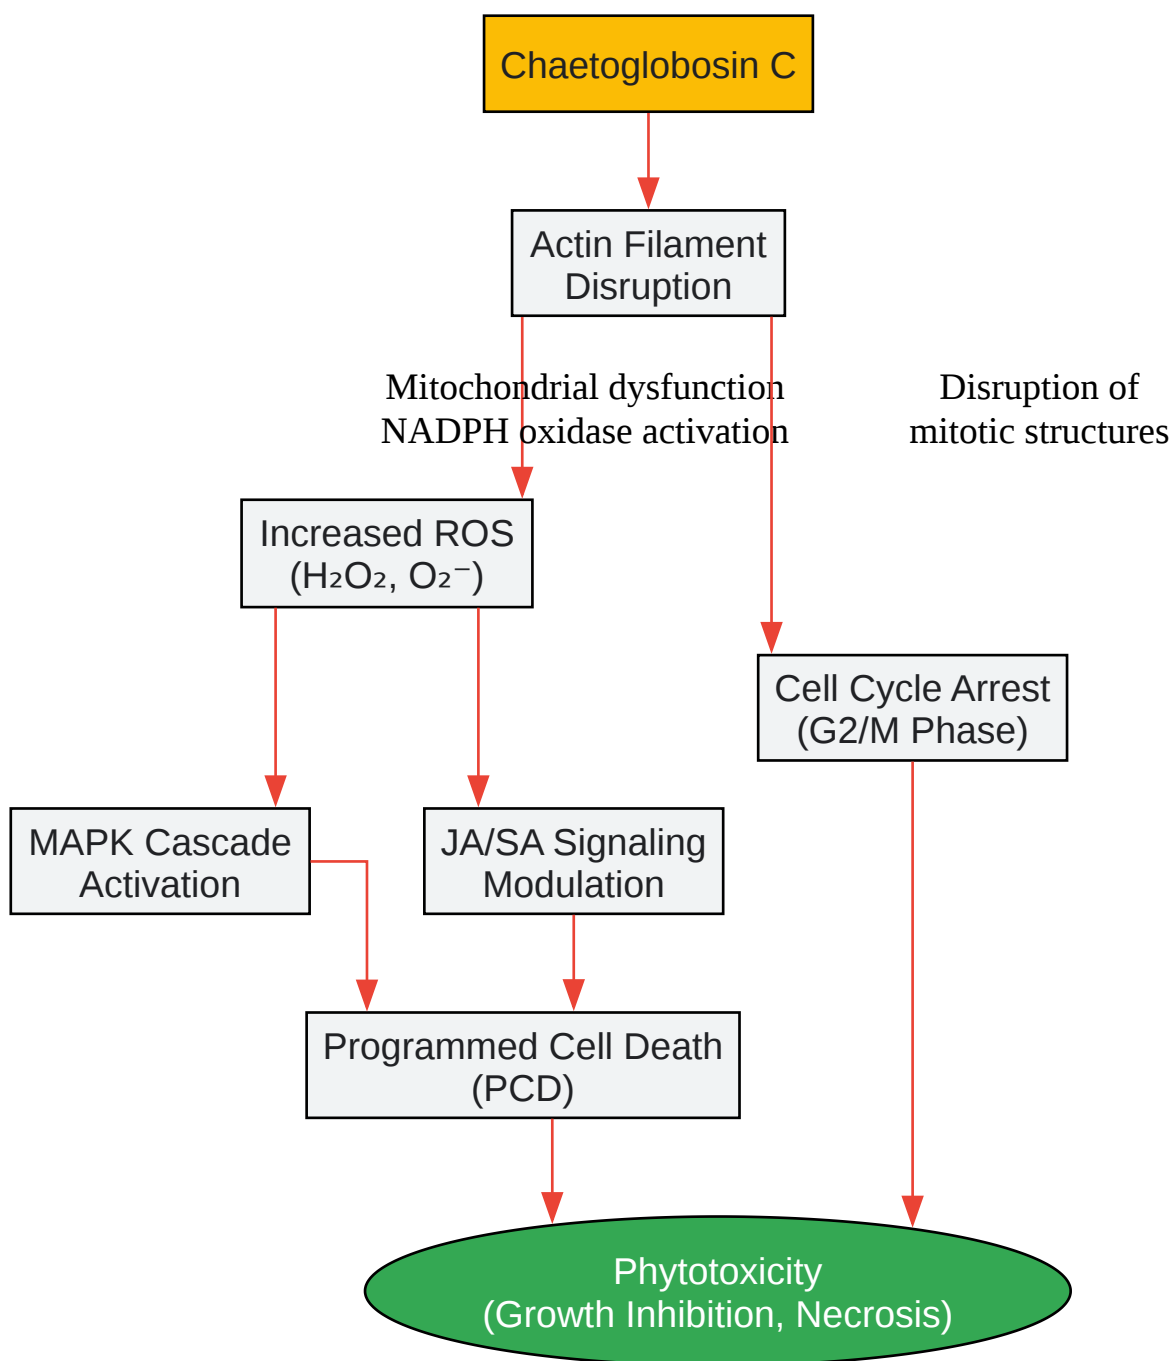 Chaetoglobosin C
Actin Filament
Disruption
Mitochondrial dysfunction
NADPH oxidase activation
Disruption of
mitotic structures
Increased ROS
(H₂O₂, O₂⁻)
Cell Cycle Arrest
(G2/M Phase)
MAPK Cascade
Activation
JA/SA Signaling
Modulation
Programmed Cell Death
(PCD)
Phytotoxicity
(Growth Inhibition, Necrosis)